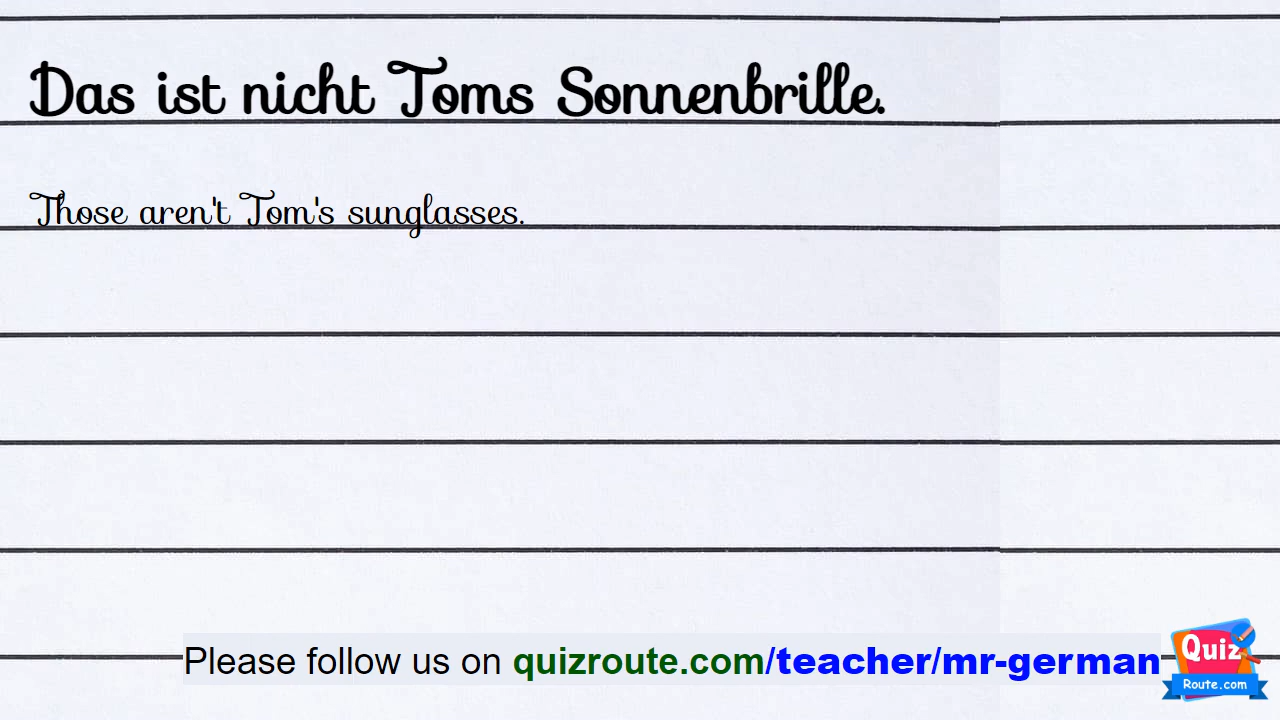 Das ist nicht Toms Sonnenbrille.
Those aren't Tom's sunglasses.
Please follow us on quizroute.com/teacher/mr-german
Quiz
Route.com